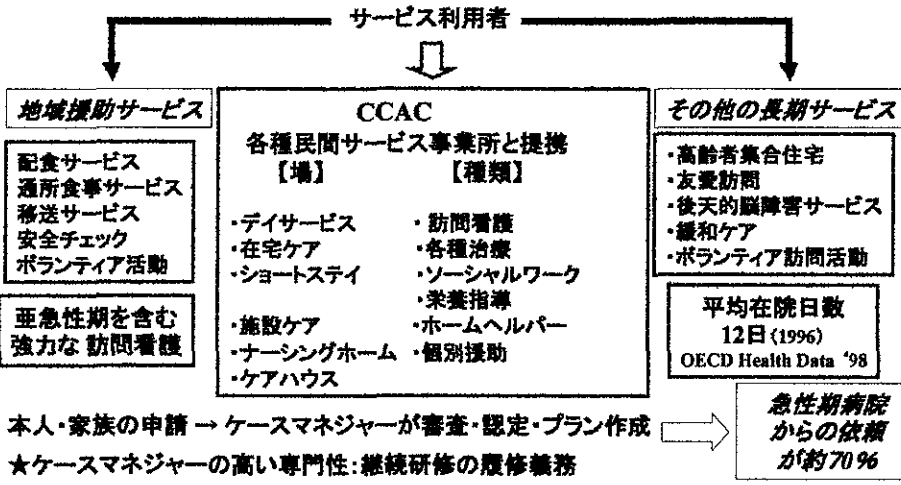 サービス利用者
地域援助サービス
配食サービス
通所食事サービス
移送サービス
安全チェック
ボランティア活動
亜急性期を含む
強力な 訪問看護
CCAC
各種民間サービス事業所と提携
【場】 【種類】
・デイサービス ・訪問看護
・在宅ケア ・各種治療
・ショートステイ ・ソーシャルワーク
・栄養指導
・施設ケア ・ホームヘルパー
・ナーシングホーム ・個別援助
・ケアハウス
その他の長期サービス
・高齢者集合住宅
・友愛訪問
・後天的脳障害サービス
・緩和ケア
・ボランティア訪問活動
平均在院日数
12日(1996)
OECD Health Data '98
本人・家族の申請 → ケースマネジャーが審査・認定・プラン作成
急性期病院
からの依頼
が約70%
★ケースマネジャーの高い専門性:継続研修の履修義務